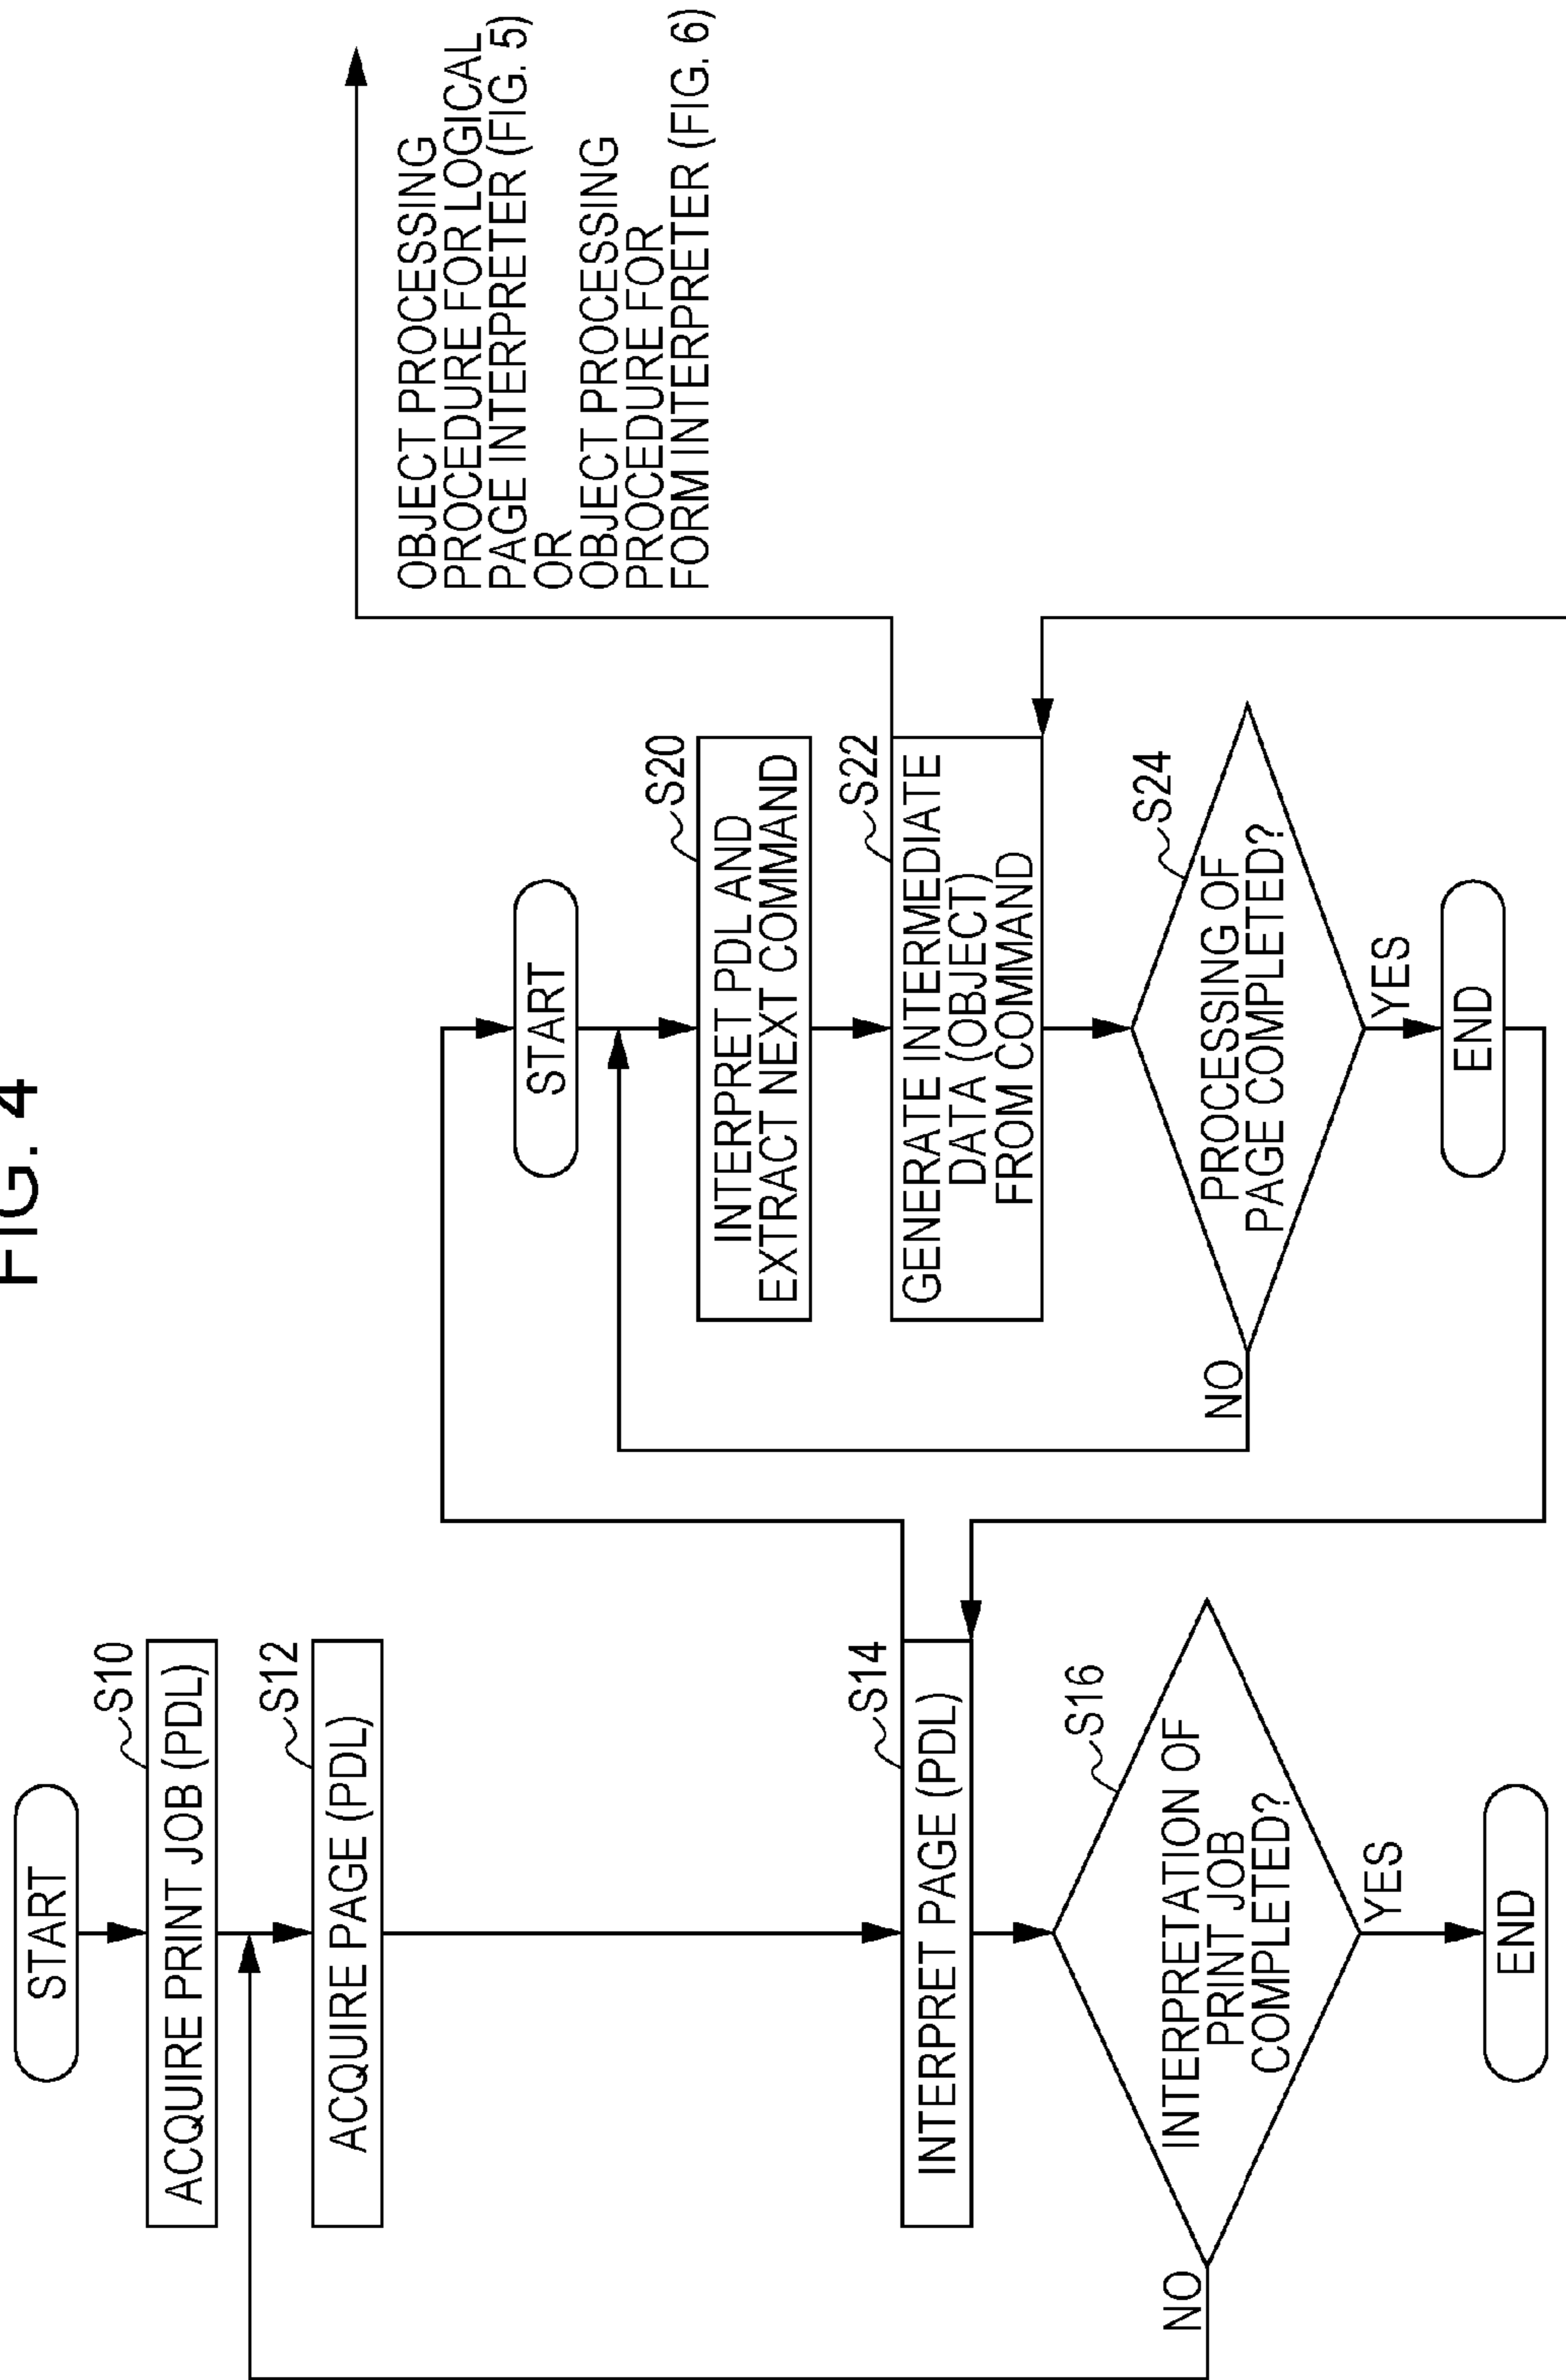 FIG. 4
START
S10
ACQUIRE PRINT JOB (PDL)
S12
ACQUIRE PAGE (PDL)
S14
INTERPRET PAGE (PDL)
S16
INTERPRETATION OF
PRINT JOB
COMPLETED?
NO
YES
END
START
S20
INTERPRET PDL AND
EXTRACT NEXT COMMAND
S22
GENERATE INTERMEDIATE
DATA (OBJECT)
FROM COMMAND
S24
PROCESSING OF
PAGE COMPLETED?
NO
YES
END
OBJECT PROCESSING
PROCEDURE FOR LOGICAL
PAGE INTERPRETER (FIG. 5)
OR
OBJECT PROCESSING
PROCEDURE FOR
FORM INTERPRETER (FIG. 6)